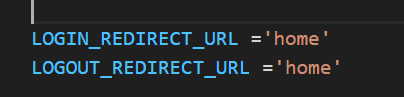 LOGIN_REDIRECT_URL ='home'
LOGOUT_REDIRECT_URL ='home'